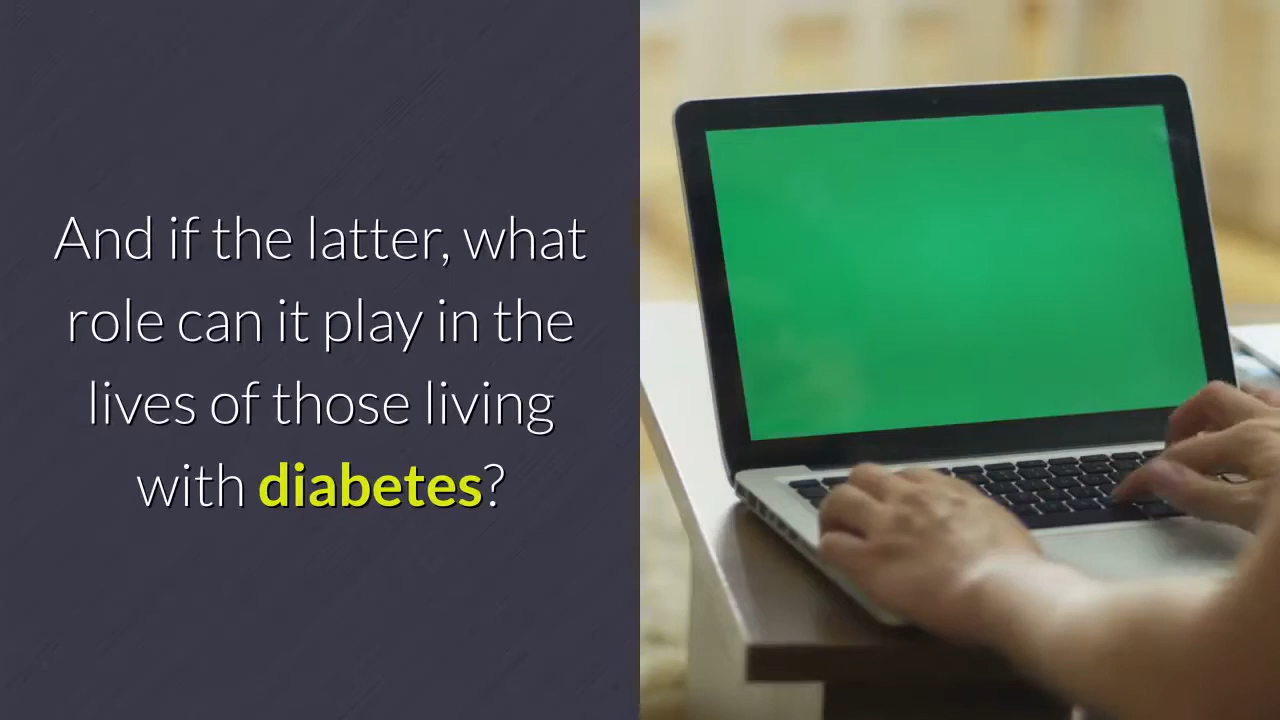 And if the latter, what
role can it play in the
lives of those living
with diabetes?